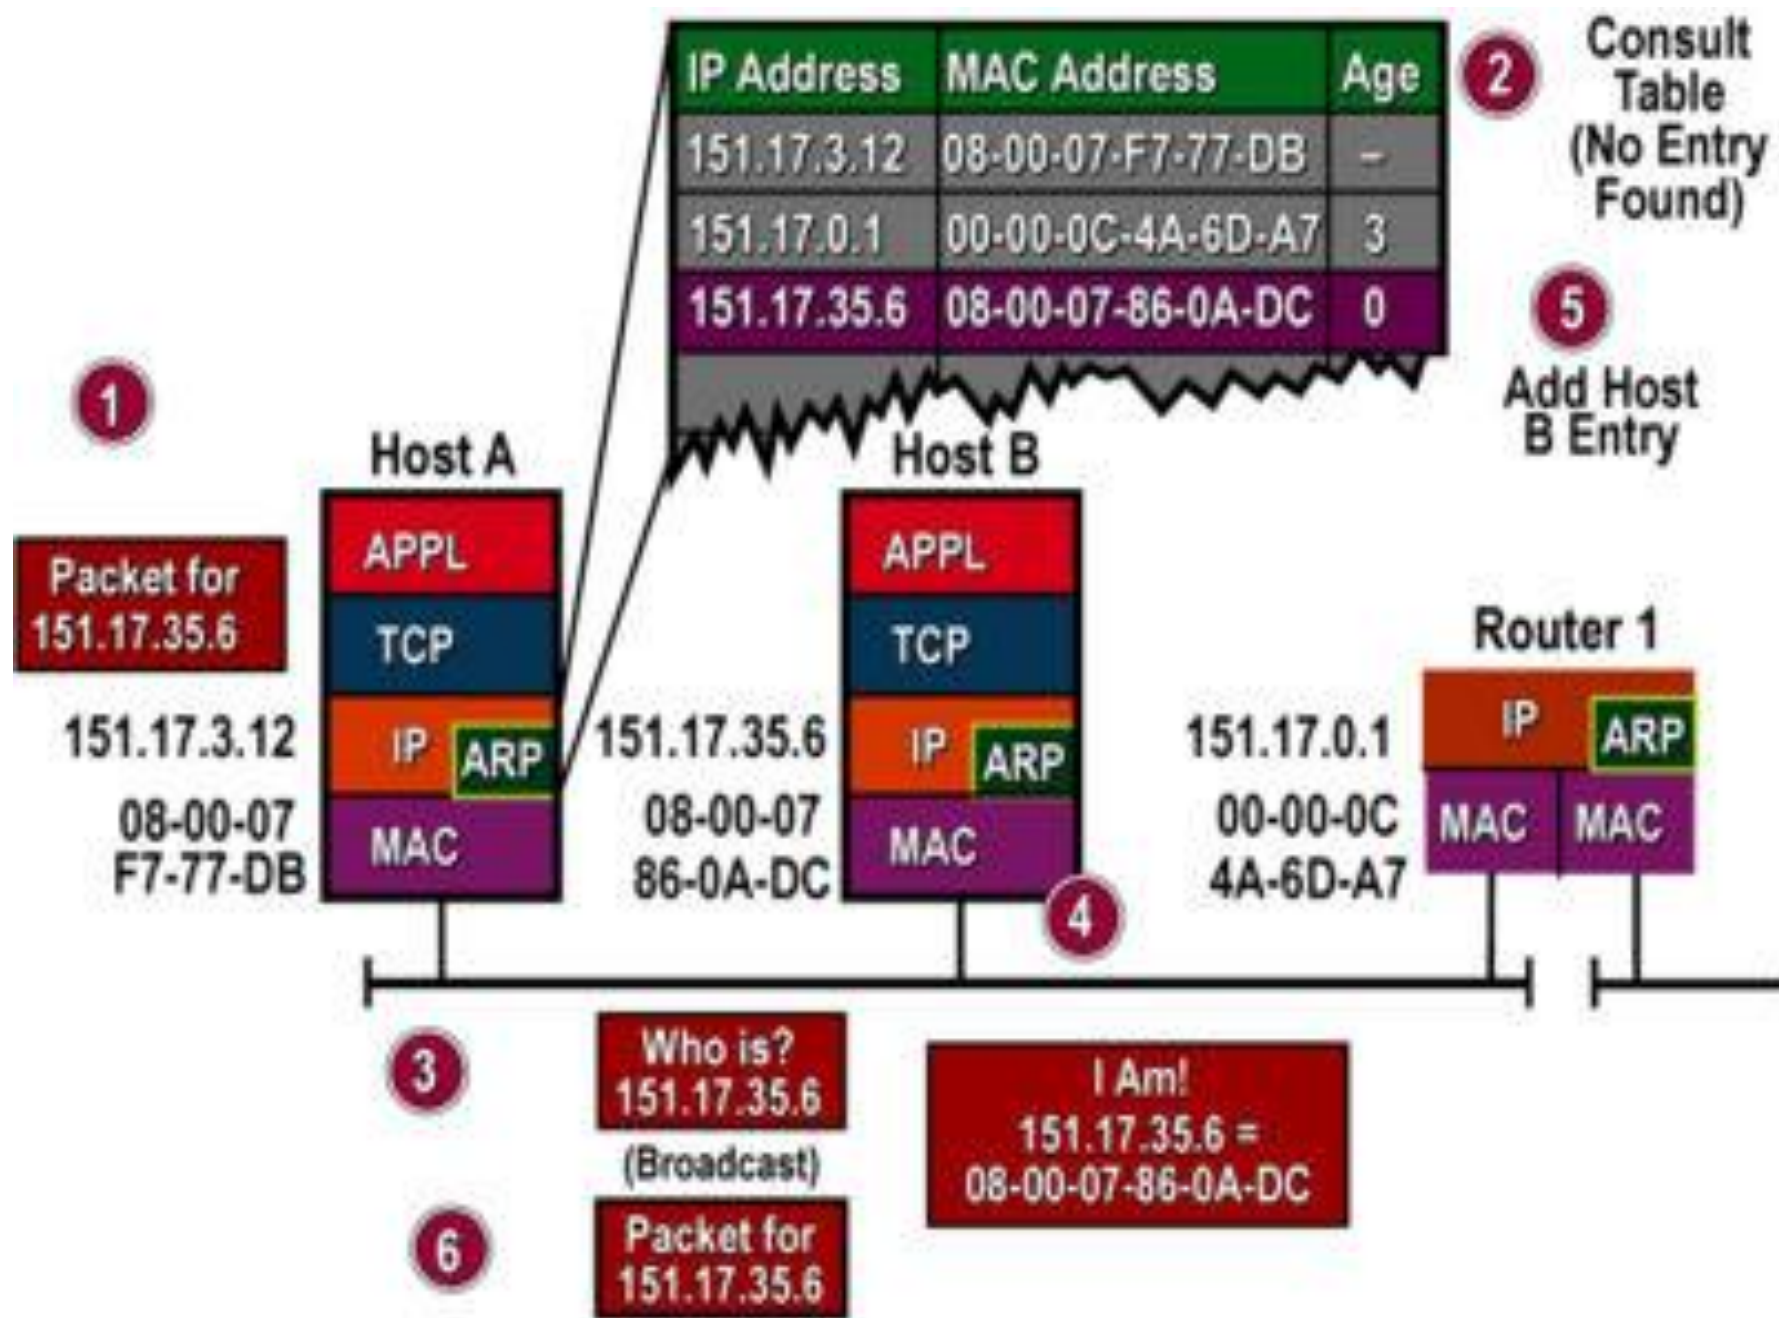 IP Address MAC Address Age
151.17.3.12 08-00-07-F7-77-DB –
151.17.0.1 00-00-0C-4A-6D-A7 3
151.17.35.6 08-00-07-86-0A-DC 0
2
Consult
Table
(No Entry
Found)
5
Add Host
B Entry
1
Packet for
151.17.35.6
Host A
APPL
TCP
IP ARP
MAC
151.17.3.12
08-00-07
F7-77-DB
Host B
APPL
TCP
IP ARP
MAC
151.17.35.6
08-00-07
86-0A-DC
4
Router 1
IP ARP
MAC MAC
151.17.0.1
00-00-0C
4A-6D-A7
3
Who is?
151.17.35.6
(Broadcast)
I Am!
151.17.35.6 =
08-00-07-86-0A-DC
6
Packet for
151.17.35.6